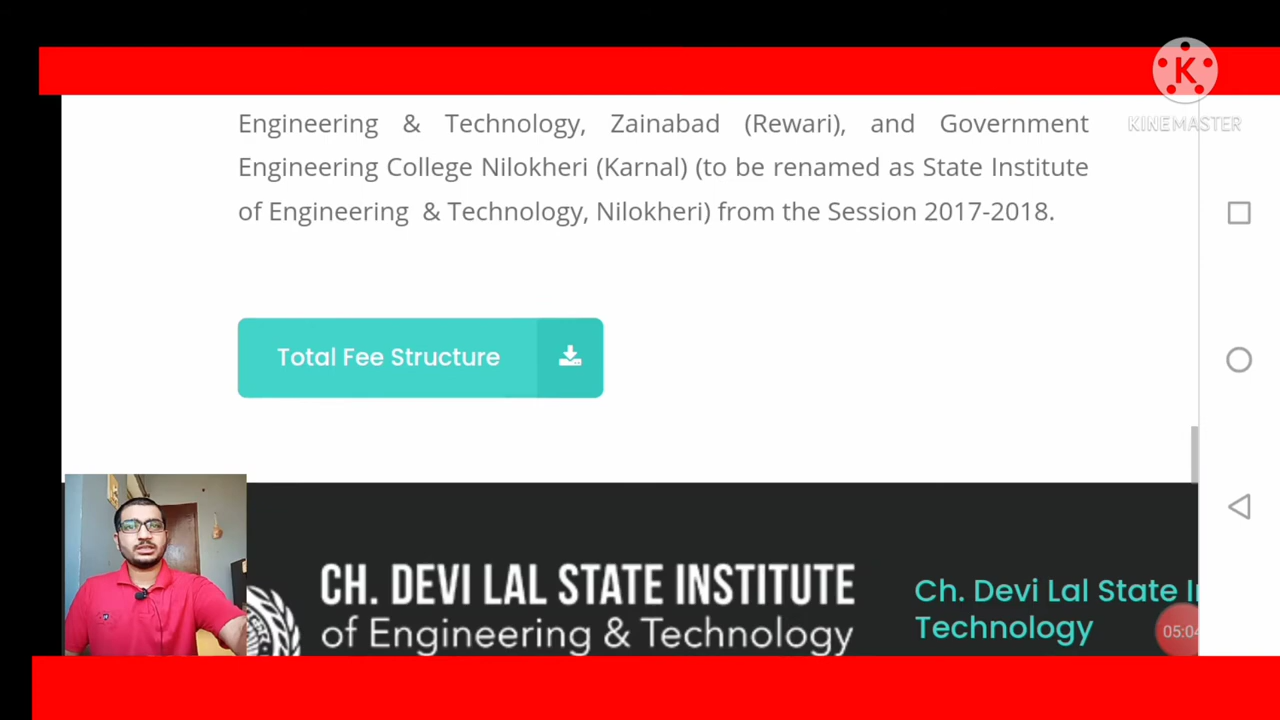 K
KINEMASTER
Engineering & Technology, Zainabad (Rewari), and Government
Engineering College Nilokheri (Karnal) (to be renamed as State Institute
of Engineering & Technology, Nilokheri) from the Session 2017-2018.
Total Fee Structure
CH. DEVI LAL STATE INSTITUTE
of Engineering & Technology
Ch. Devi Lal State
Technology
05:04